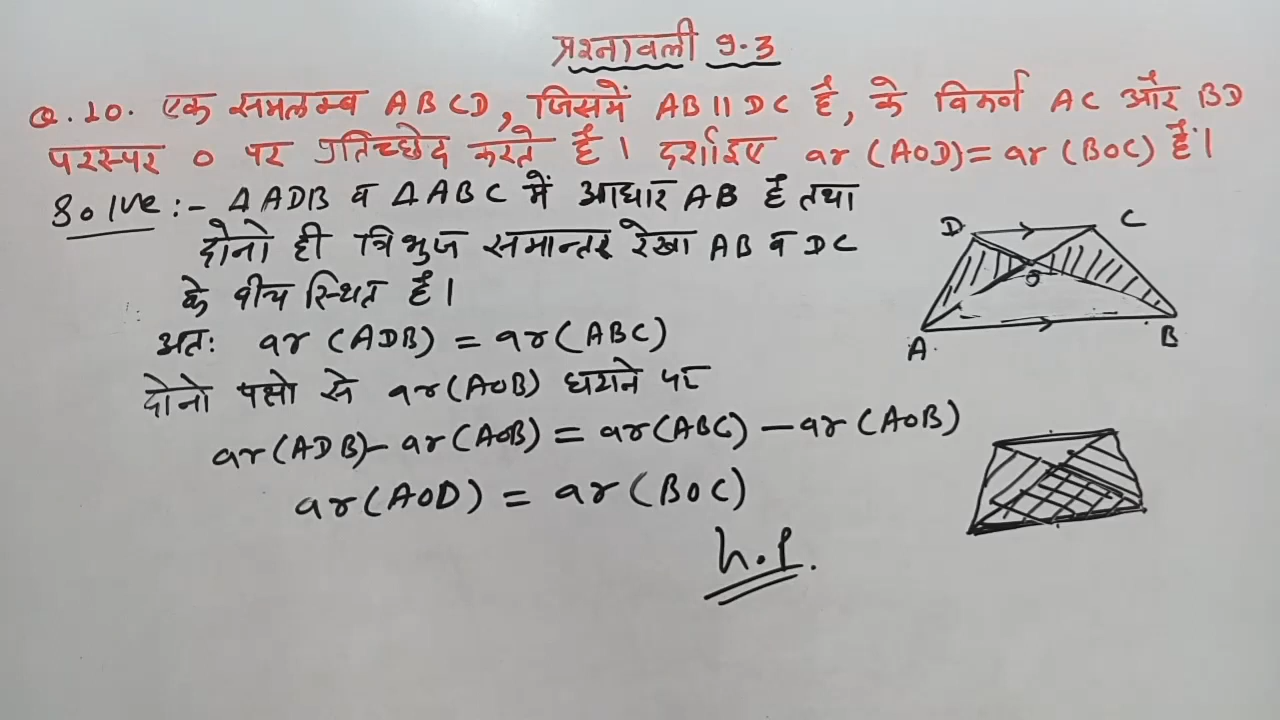 प्रश्नावली 9.3
Q.10. एक समलम्ब ABCD, जिसमें AB || DC है, के विकर्ण AC और BD
परस्पर O पर प्रतिच्छेद करते हैं। दर्शाइए ar (AOD) = ar (BOC) है।
Solve :- ΔADB व ΔABC में आधार AB है तथा
दोनो ही त्रिभुज समान्तर रेखा AB व DC
के बीच स्थित है।
अतः ar (ADB) = ar (ABC)
दोनो पक्षो से ar (AOB) घटाने पर
ar (ADB) - ar (AOB) = ar (ABC) - ar (AOB)
ar (AOD) = ar (BOC)
h.p.
D C
O
A B